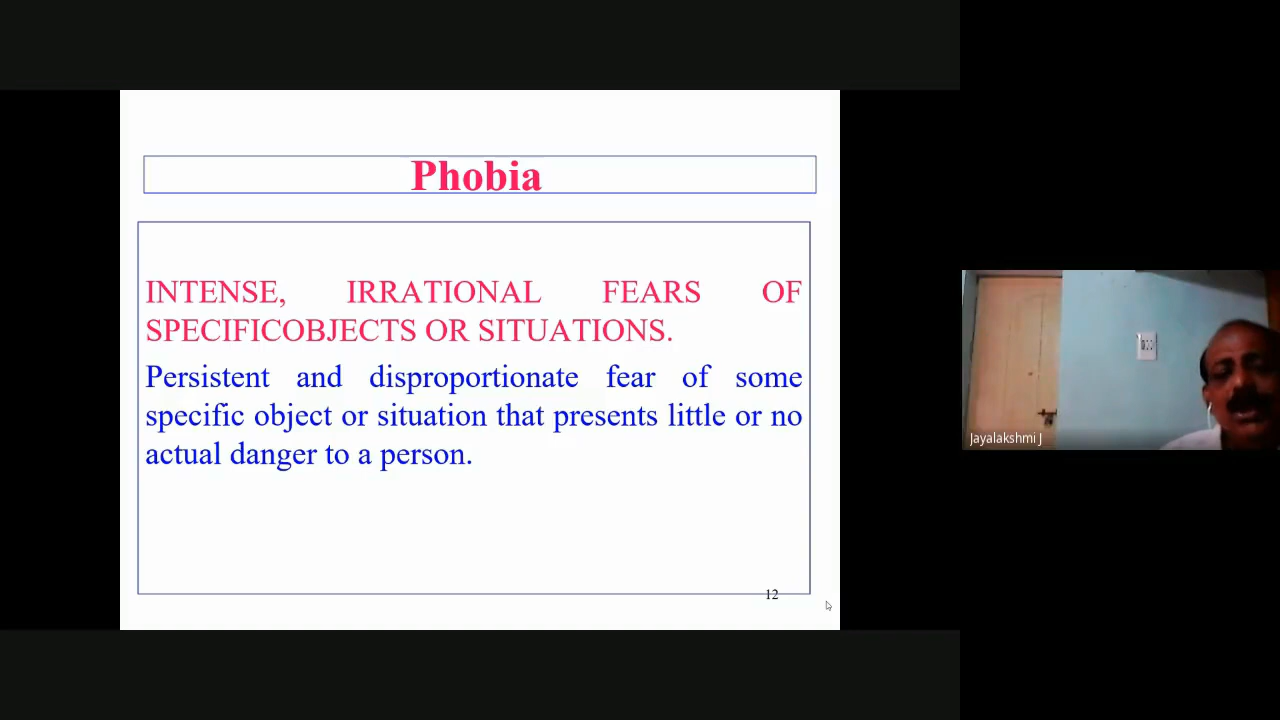 Phobia
INTENSE, IRRATIONAL FEARS OF
SPECIFICOBJECTS OR SITUATIONS.
Persistent and disproportionate fear of some
specific object or situation that presents little or no
actual danger to a person.
12
Jayalakshmi J